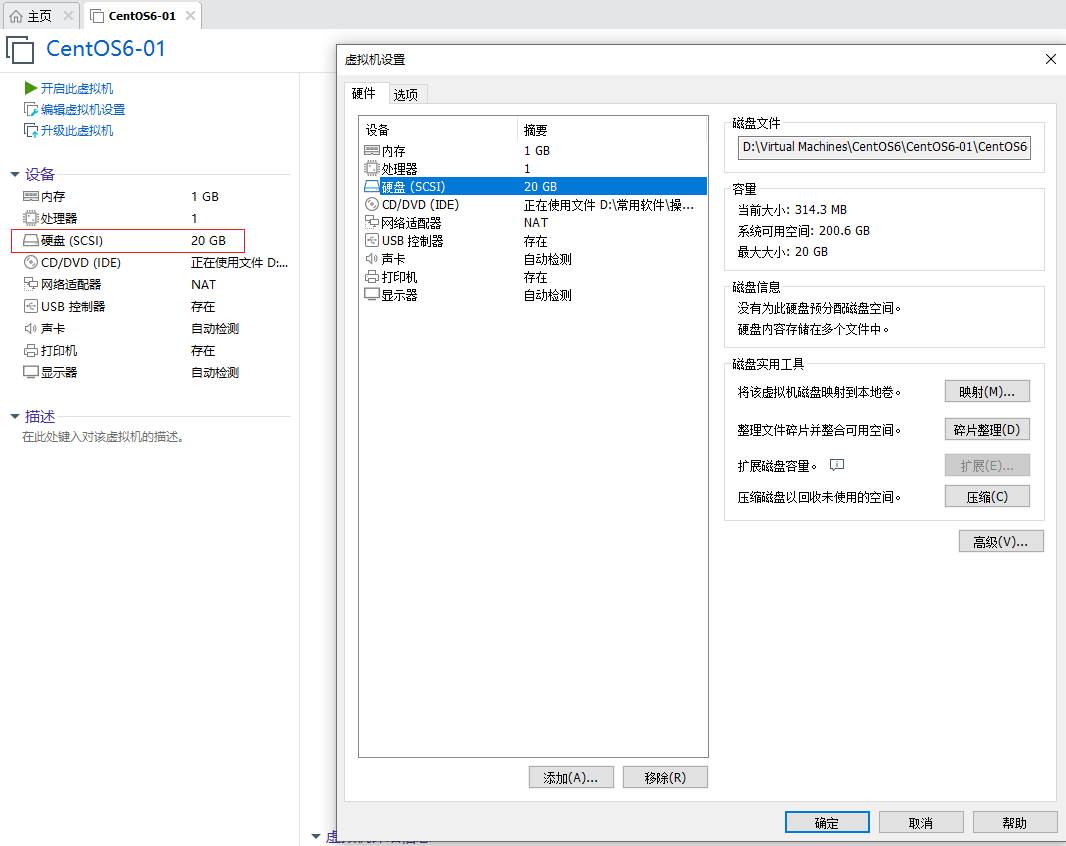 主页
CentOS6-01
CentOS6-01
开启此虚拟机
编辑虚拟机设置
升级此虚拟机
设备
内存 1 GB
处理器 1
硬盘 (SCSI) 20 GB
CD/DVD (IDE) 正在使用文件 D:...
网络适配器 NAT
USB 控制器 存在
声卡 自动检测
打印机 存在
显示器 自动检测
描述
在此处键入对该虚拟机的描述。
虚拟机设置
硬件 选项
设备 摘要
内存 1 GB
处理器 1
硬盘 (SCSI) 20 GB
CD/DVD (IDE) 正在使用文件 D:\常用软件\操...
网络适配器 NAT
USB 控制器 存在
声卡 自动检测
打印机 存在
显示器 自动检测
添加(A)... 移除(R)
磁盘文件
D:\Virtual Machines\CentOS6\CentOS6-01\CentOS6
容量
当前大小: 314.3 MB
系统可用空间: 200.6 GB
最大大小: 20 GB
磁盘信息
没有为此硬盘预分配磁盘空间。
硬盘内容存储在多个文件中。
磁盘实用工具
将该虚拟机磁盘映射到本地卷。 映射(M)...
整理文件碎片并整合可用空间。 碎片整理(D)
扩展磁盘容量。 扩展(E)...
压缩磁盘以回收未使用的空间。 压缩(C)
高级(V)...
确定 取消 帮助